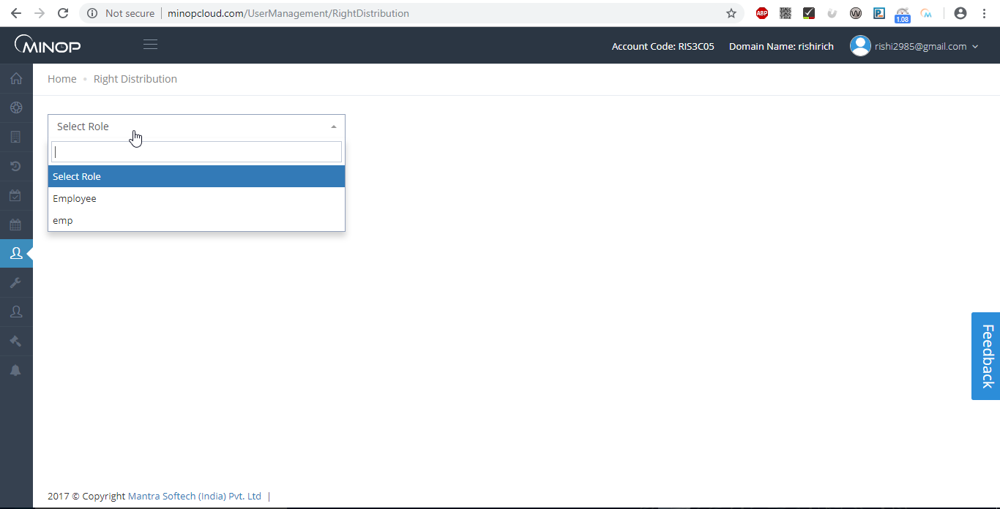 Not secure | minopcloud.com/UserManagement/RightDistribution
ABP
1.08
MINOP
Account Code: RIS3C05 Domain Name: rishirich rishi2985@gmail.com
Home • Right Distribution
Select Role
Select Role
Employee
emp
Feedback
2017 © Copyright Mantra Softech (India) Pvt. Ltd |